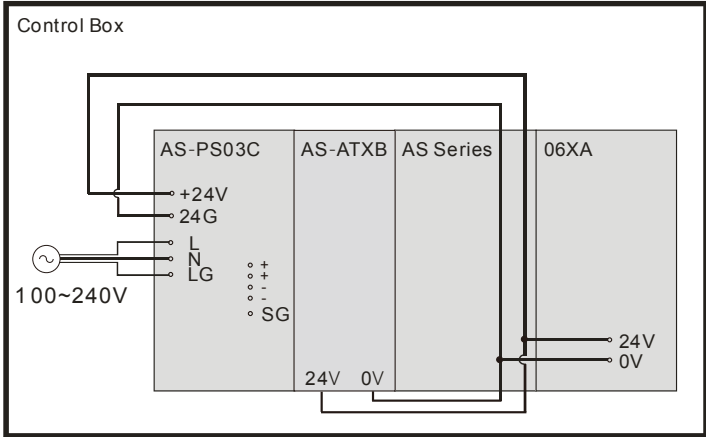 Control Box
AS-PS03C
AS-ATXB
AS Series
06XA
+24V
24G
L
N
LG
100~240V
+
+
-
-
SG
24V
0V
24V
0V